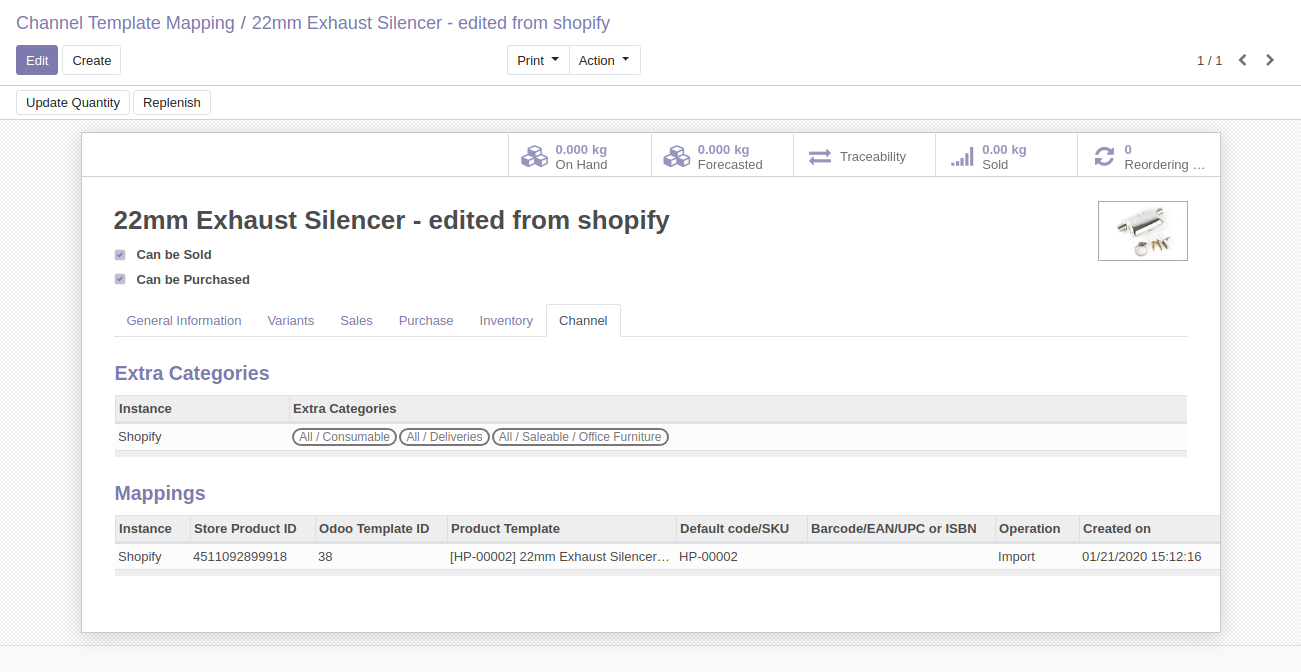 Channel Template Mapping / 22mm Exhaust Silencer - edited from shopify
Edit Create Print Action 1 / 1
Update Quantity Replenish
0.000 kg On Hand
0.000 kg Forecasted
Traceability
0.00 kg Sold
0 Reordering ...
22mm Exhaust Silencer - edited from shopify
Can be Sold
Can be Purchased
General Information Variants Sales Purchase Inventory Channel
Extra Categories
Instance Extra Categories
Shopify All / Consumable All / Deliveries All / Saleable / Office Furniture
Mappings
Instance Store Product ID Odoo Template ID Product Template Default code/SKU Barcode/EAN/UPC or ISBN Operation Created on
Shopify 4511092899918 38 [HP-00002] 22mm Exhaust Silencer... HP-00002 Import 01/21/2020 15:12:16